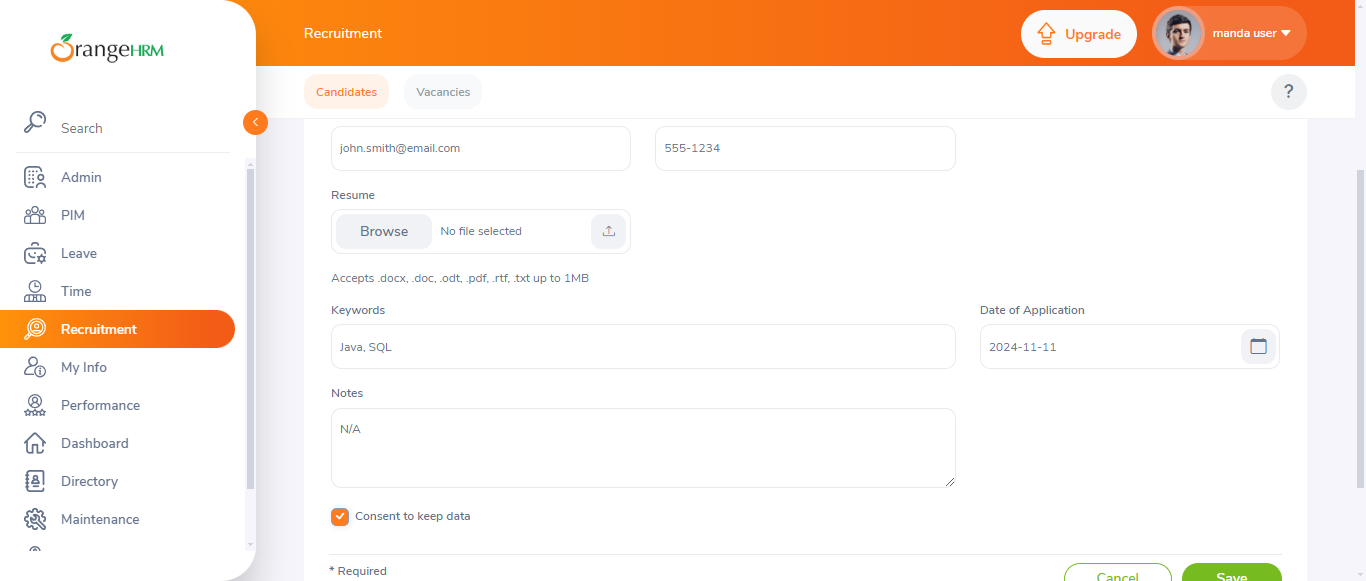 OrangeHRM
Recruitment
Upgrade
manda user
Candidates
Vacancies
?
Search
Admin
PIM
Leave
Time
Recruitment
My Info
Performance
Dashboard
Directory
Maintenance
john.smith@email.com
555-1234
Resume
Browse
No file selected
Accepts .docx, .doc, .odt, .pdf, .rtf, .txt up to 1MB
Keywords
Date of Application
Java, SQL
2024-11-11
Notes
N/A
Consent to keep data
* Required
Cancel
Save